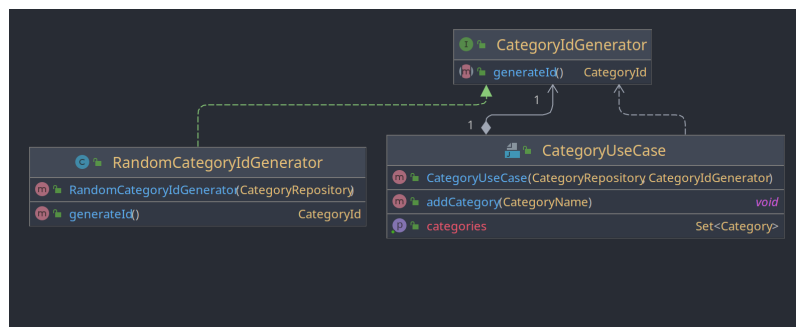 CategoryIdGenerator
generateId() CategoryId
1
1
RandomCategoryIdGenerator
RandomCategoryIdGenerator(CategoryRepository)
generateId() CategoryId
CategoryUseCase
CategoryUseCase(CategoryRepository, CategoryIdGenerator)
addCategory(CategoryName) void
categories Set<Category>